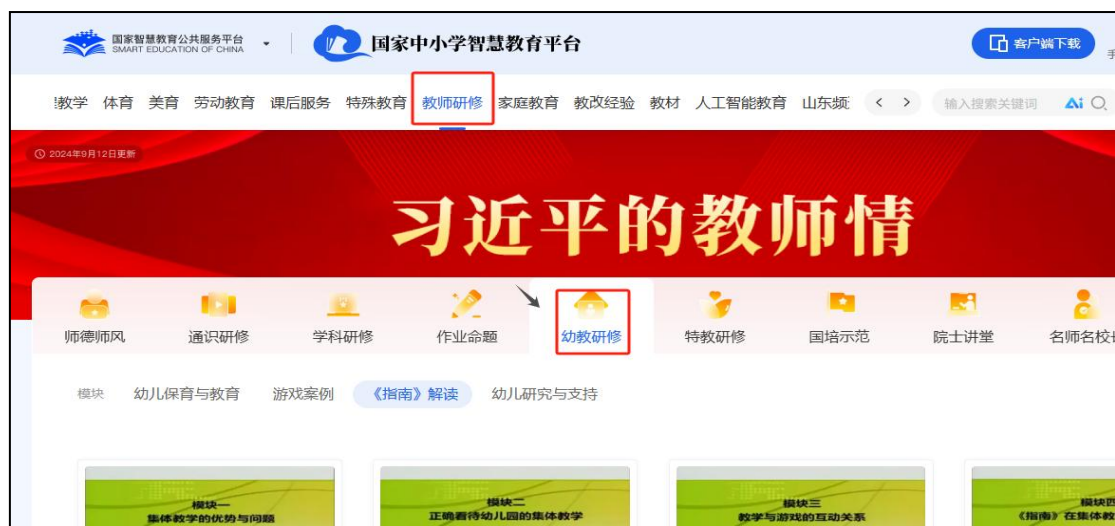 国家智慧教育公共服务平台
SMART EDUCATION OF CHINA
国家中小学智慧教育平台
客户端下载
教学 体育 美育 劳动教育 课后服务 特殊教育 教师研修 家庭教育 教改经验 教材 人工智能教育 山东频 < > 输入搜索关键词 Ai
2024年9月12日更新
习近平的教师情
师德师风 通识研修 学科研修 作业命题 幼教研修 特教研修 国培示范 院士讲堂 名师名校
模块 幼儿保育与教育 游戏案例 《指南》解读 幼儿研究与支持
模块一 模块二 模块三 模块四
集体教学的优势与问题 正确看待幼儿园的集体教学 教学与游戏的互动关系 《指南》在集体教